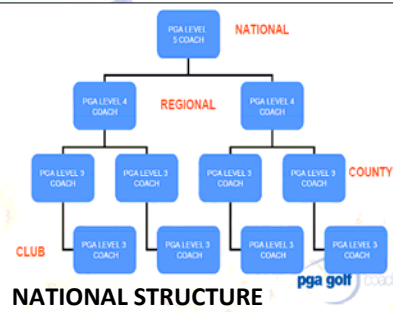 PGA LEVEL
5 COACH
NATIONAL
PGA LEVEL 4
COACH
REGIONAL
PGA LEVEL 4
COACH
PGA LEVEL 3
COACH
PGA LEVEL 3
COACH
PGA LEVEL 3
COACH
PGA LEVEL 3
COACH
COUNTY
CLUB
PGA LEVEL 3
COACH
PGA LEVEL 3
COACH
PGA LEVEL 3
COACH
PGA LEVEL 3
COACH
pga golf coac
NATIONAL STRUCTURE